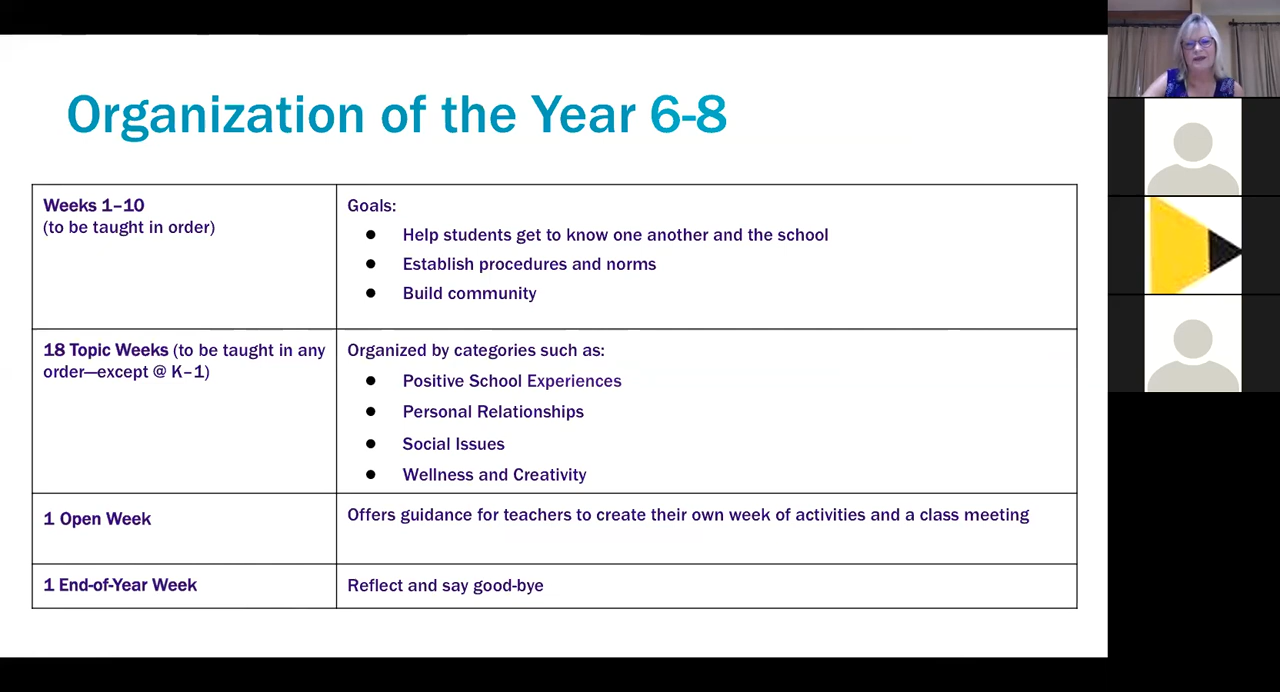 Organization of the Year 6-8
Weeks 1–10
(to be taught in order)
Goals:
● Help students get to know one another and the school
● Establish procedures and norms
● Build community
18 Topic Weeks (to be taught in any
order—except @ K–1)
Organized by categories such as:
● Positive School Experiences
● Personal Relationships
● Social Issues
● Wellness and Creativity
1 Open Week
Offers guidance for teachers to create their own week of activities and a class meeting
1 End-of-Year Week
Reflect and say good-bye